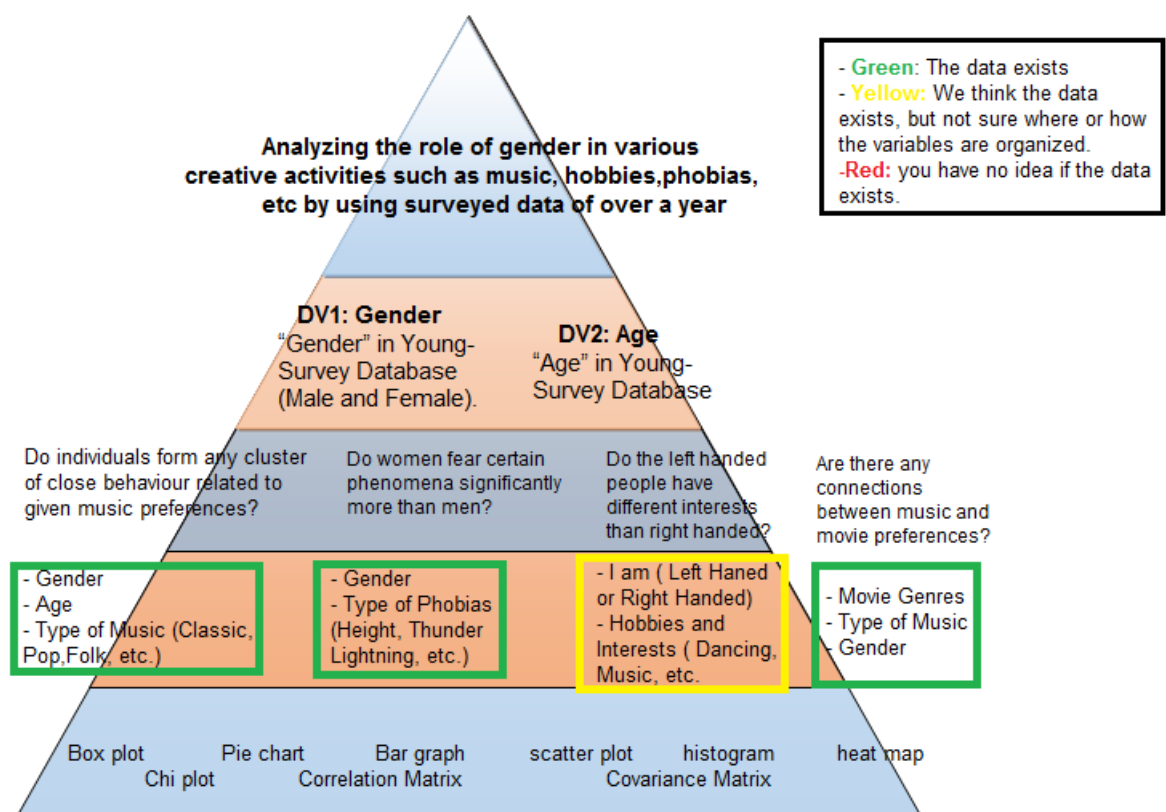 Analyzing the role of gender in various
creative activities such as music, hobbies,phobias,
etc by using surveyed data of over a year
- Green: The data exists
- Yellow: We think the data
exists, but not sure where or how
the variables are organized.
-Red: you have no idea if the data
exists.
DV1: Gender
“Gender” in Young-
Survey Database
(Male and Female).
DV2: Age
“Age” in Young-
Survey Database
Do individuals form any cluster
of close behaviour related to
given music preferences?
Do women fear certain
phenomena significantly
more than men?
Do the left handed
people have
different interests
than right handed?
Are there any
connections
between music and
movie preferences?
- Gender
- Age
- Type of Music (Classic,
Pop,Folk, etc.)
- Gender
- Type of Phobias
(Height, Thunder
Lightning, etc.)
- I am ( Left Haned
or Right Handed)
- Hobbies and
Interests ( Dancing,
Music, etc.
- Movie Genres
- Type of Music
- Gender
Box plot Pie chart Bar graph scatter plot histogram heat map
Chi plot Correlation Matrix Covariance Matrix